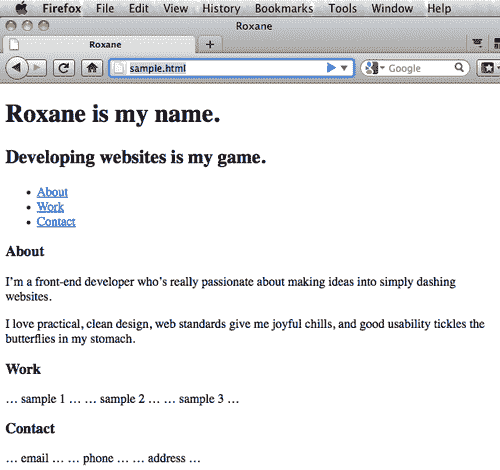 Firefox File Edit View History Bookmarks Tools Window Help
Roxane
Roxane +
sample.html Google
Roxane is my name.
Developing websites is my game.
• About
• Work
• Contact
About
I’m a front-end developer who’s really passionate about making ideas into simply dashing
websites.
I love practical, clean design, web standards give me joyful chills, and good usability tickles the
butterflies in my stomach.
Work
… sample 1 … … sample 2 … … sample 3 …
Contact
… email … … phone … … address …